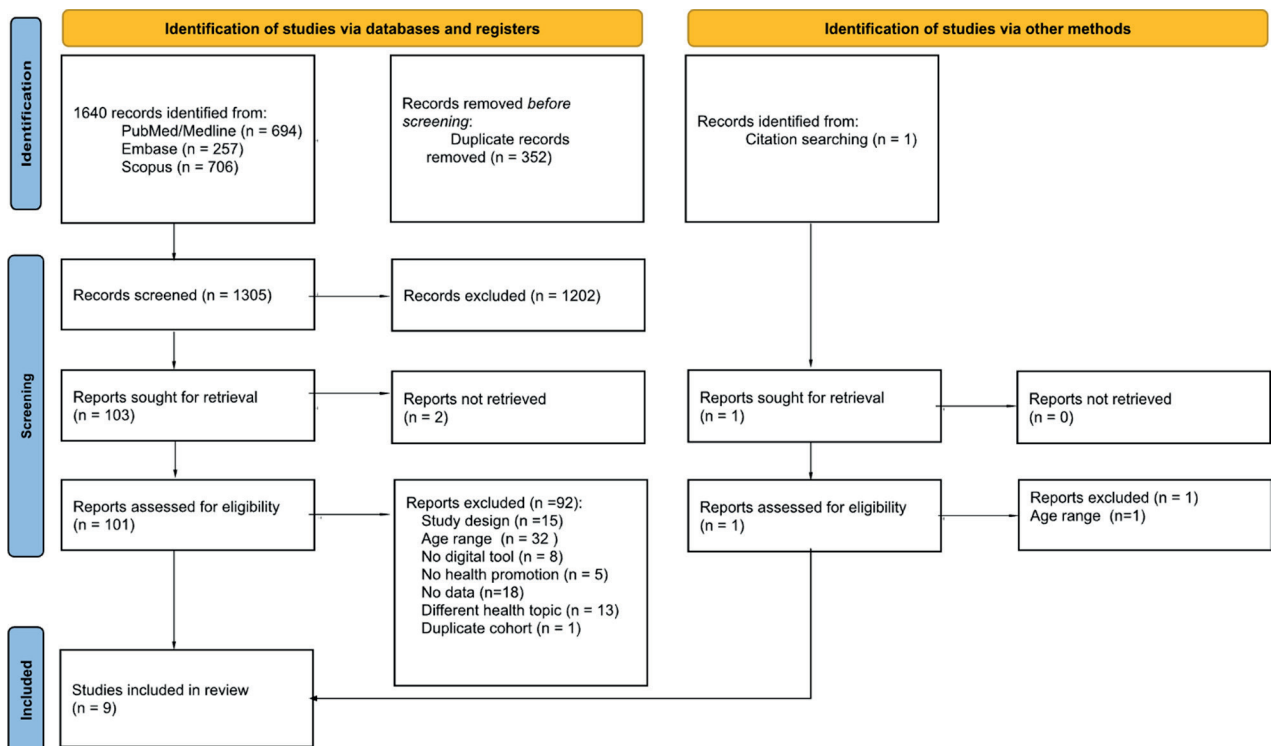 Identification of studies via databases and registers
Identification of studies via other methods
Identification
1640 records identified from:
PubMed/Medline (n = 694)
Embase (n = 257)
Scopus (n = 706)
Records removed before
screening:
Duplicate records
removed (n = 352)
Records identified from:
Citation searching (n = 1)
Screening
Records screened (n = 1305)
Records excluded (n = 1202)
Reports sought for retrieval
(n = 103)
Reports not retrieved
(n = 2)
Reports sought for retrieval
(n = 1)
Reports not retrieved
(n = 0)
Reports assessed for eligibility
(n = 101)
Reports excluded (n =92):
Study design (n =15)
Age range (n = 32 )
No digital tool (n = 8)
No health promotion (n = 5)
No data (n=18)
Different health topic (n = 13)
Duplicate cohort (n = 1)
Reports assessed for eligibility
(n = 1)
Reports excluded (n = 1)
Age range (n=1)
Included
Studies included in review
(n = 9)